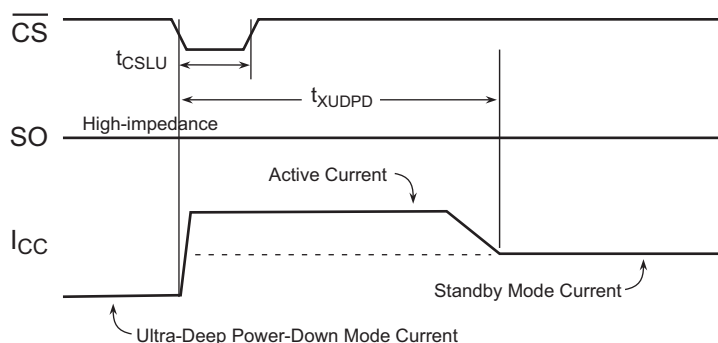 CS
tCSLU
tXUDPD
High-impedance
SO
Active Current
ICC
Standby Mode Current
Ultra-Deep Power-Down Mode Current